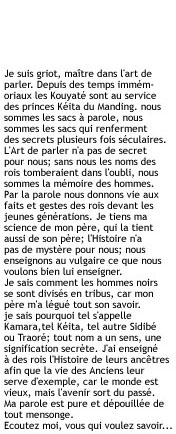 Je suis griot, maître dans l'art de
parler. Depuis des temps immém-
oriaux les Kouyaté sont au service
des princes Kéita du Manding. nous
sommes les sacs à parole, nous
sommes les sacs qui renferment
des secrets plusieurs fois séculaires.
L'Art de parler n'a pas de secret
pour nous; sans nous les noms des
rois tomberaient dans l'oubli, nous
sommes la mémoire des hommes.
Par la parole nous donnons vie aux
faits et gestes des rois devant les
jeunes générations. Je tiens ma
science de mon père, qui la tient
aussi de son père; l'Histoire n'a
pas de mystère pour nous; nous
enseignons au vulgaire ce que nous
voulons bien lui enseigner.
Je sais comment les hommes noirs
se sont divisés en tribus, car mon
père m'a légué tout son savoir.
je sais pourquoi tel s'appelle
Kamara,tel Kéita, tel autre Sidibé
ou Traoré; tout nom a un sens, une
signification secrète. J'ai enseigné
à des rois l'Histoire de leurs ancêtres
afin que la vie des Anciens leur
serve d'exemple, car le monde est
vieux, mais l'avenir sort du passé.
Ma parole est pure et dépouillée de
tout mensonge.
Ecoutez moi, vous qui voulez savoir...